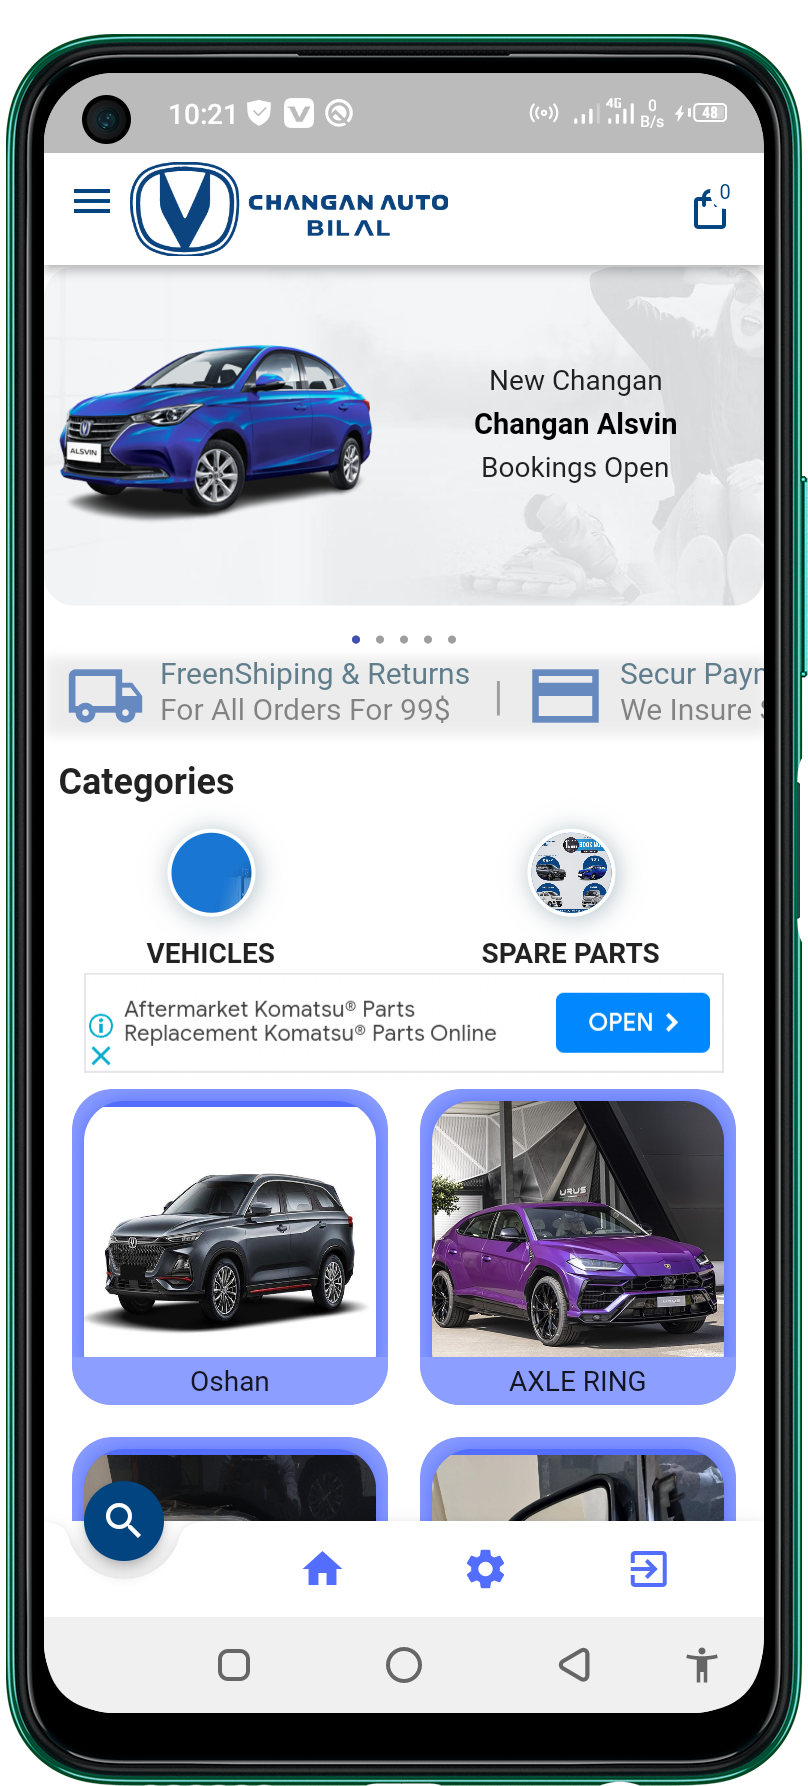 10:21
4G
0
B/s
48
CHANGAN AUTO
BILAL
0
ALSVIN
New Changan
Changan Alsvin
Bookings Open
FreenShiping & Returns
For All Orders For 99$
Secur Payn
We Insure
Categories
VEHICLES
SPARE PARTS
Aftermarket Komatsu® Parts
Replacement Komatsu® Parts Online
OPEN
URUS
URUS
Oshan
AXLE RING